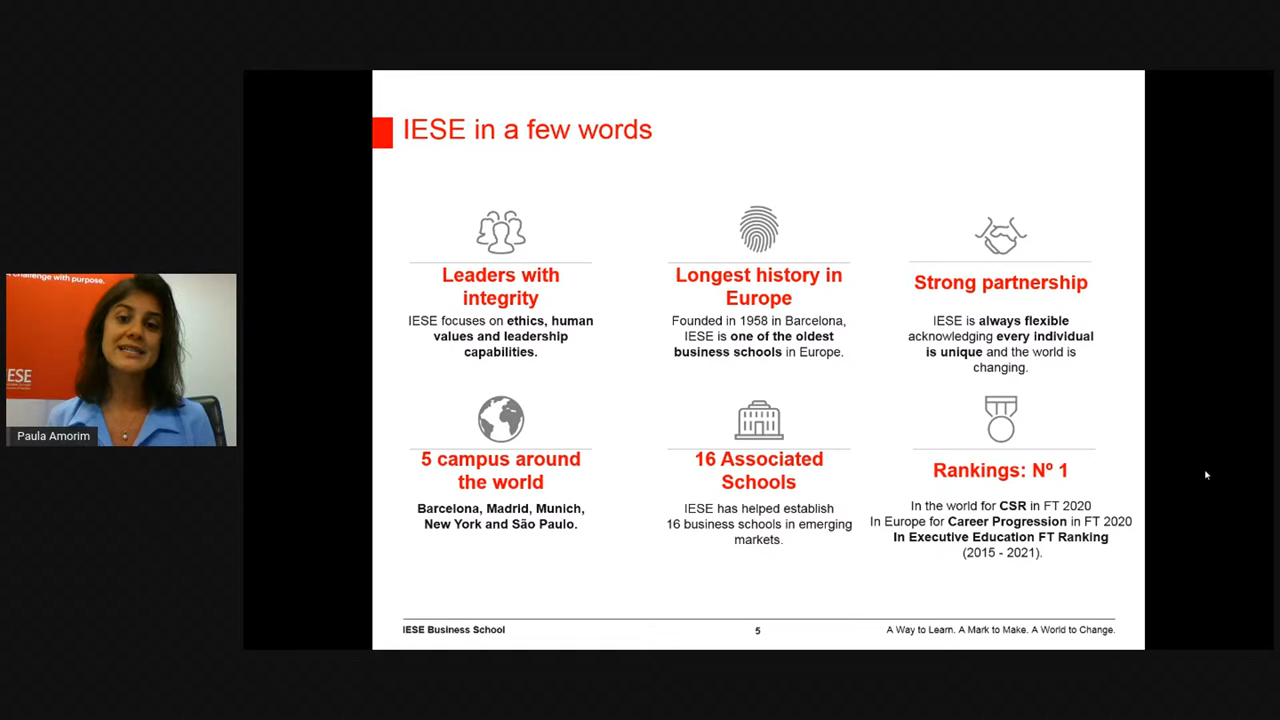 IESE in a few words
Leaders with
integrity
IESE focuses on ethics, human
values and leadership
capabilities.
Longest history in
Europe
Founded in 1958 in Barcelona,
IESE is one of the oldest
business schools in Europe.
Strong partnership
IESE is always flexible
acknowledging every individual
is unique and the world is
changing.
5 campus around
the world
Barcelona, Madrid, Munich,
New York and São Paulo.
16 Associated
Schools
IESE has helped establish
16 business schools in emerging
markets.
Rankings: Nº 1
In the world for CSR in FT 2020
In Europe for Career Progression in FT 2020
In Executive Education FT Ranking
(2015 - 2021).
IESE Business School
5
A Way to Learn. A Mark to Make. A World to Change.
challenge with purpose.
ESE
Paula Amorim